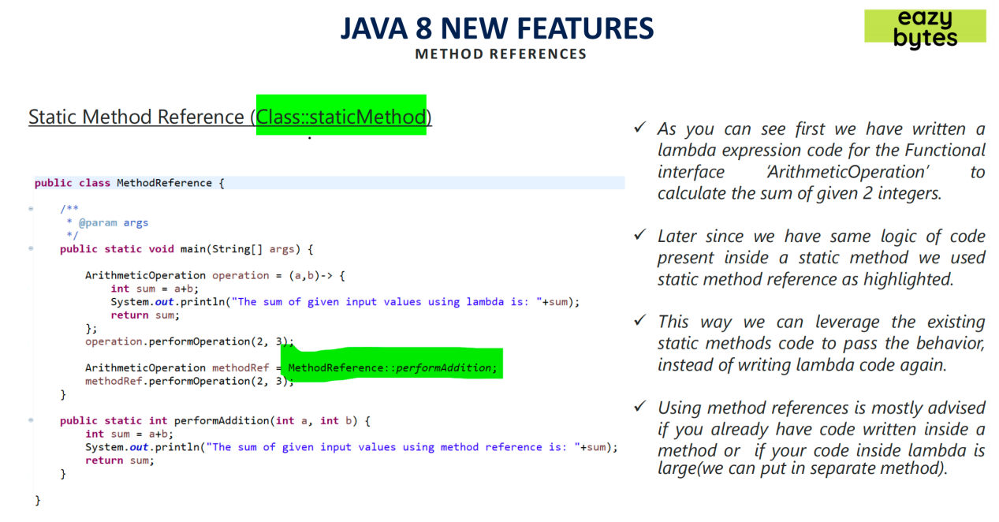 JAVA 8 NEW FEATURES
METHOD REFERENCES
eazy
bytes
Static Method Reference (Class::staticMethod)
public class MethodReference {
/**
* @param args
*/
public static void main(String[] args) {
ArithmeticOperation operation = (a,b)-> {
int sum = a+b;
System.out.println("The sum of given input values using lambda is: "+sum);
return sum;
};
operation.performOperation(2, 3);
ArithmeticOperation methodRef = MethodReference::performAddition;
methodRef.performOperation(2, 3);
}
public static int performAddition(int a, int b) {
int sum = a+b;
System.out.println("The sum of given input values using method reference is: "+sum);
return sum;
}
}
✓ As you can see first we have written a
lambda expression code for the Functional
interface 'ArithmeticOperation' to
calculate the sum of given 2 integers.
✓ Later since we have same logic of code
present inside a static method we used
static method reference as highlighted.
✓ This way we can leverage the existing
static methods code to pass the behavior,
instead of writing lambda code again.
✓ Using method references is mostly advised
if you already have code written inside a
method or if your code inside lambda is
large(we can put in separate method).